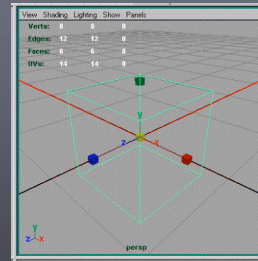 View Shading Lighting Show Panels
Verts: 8 8 0
Edges: 12 12 0
Faces: 6 6 0
UVs: 14 14 0
y
z x
y
z x
persp